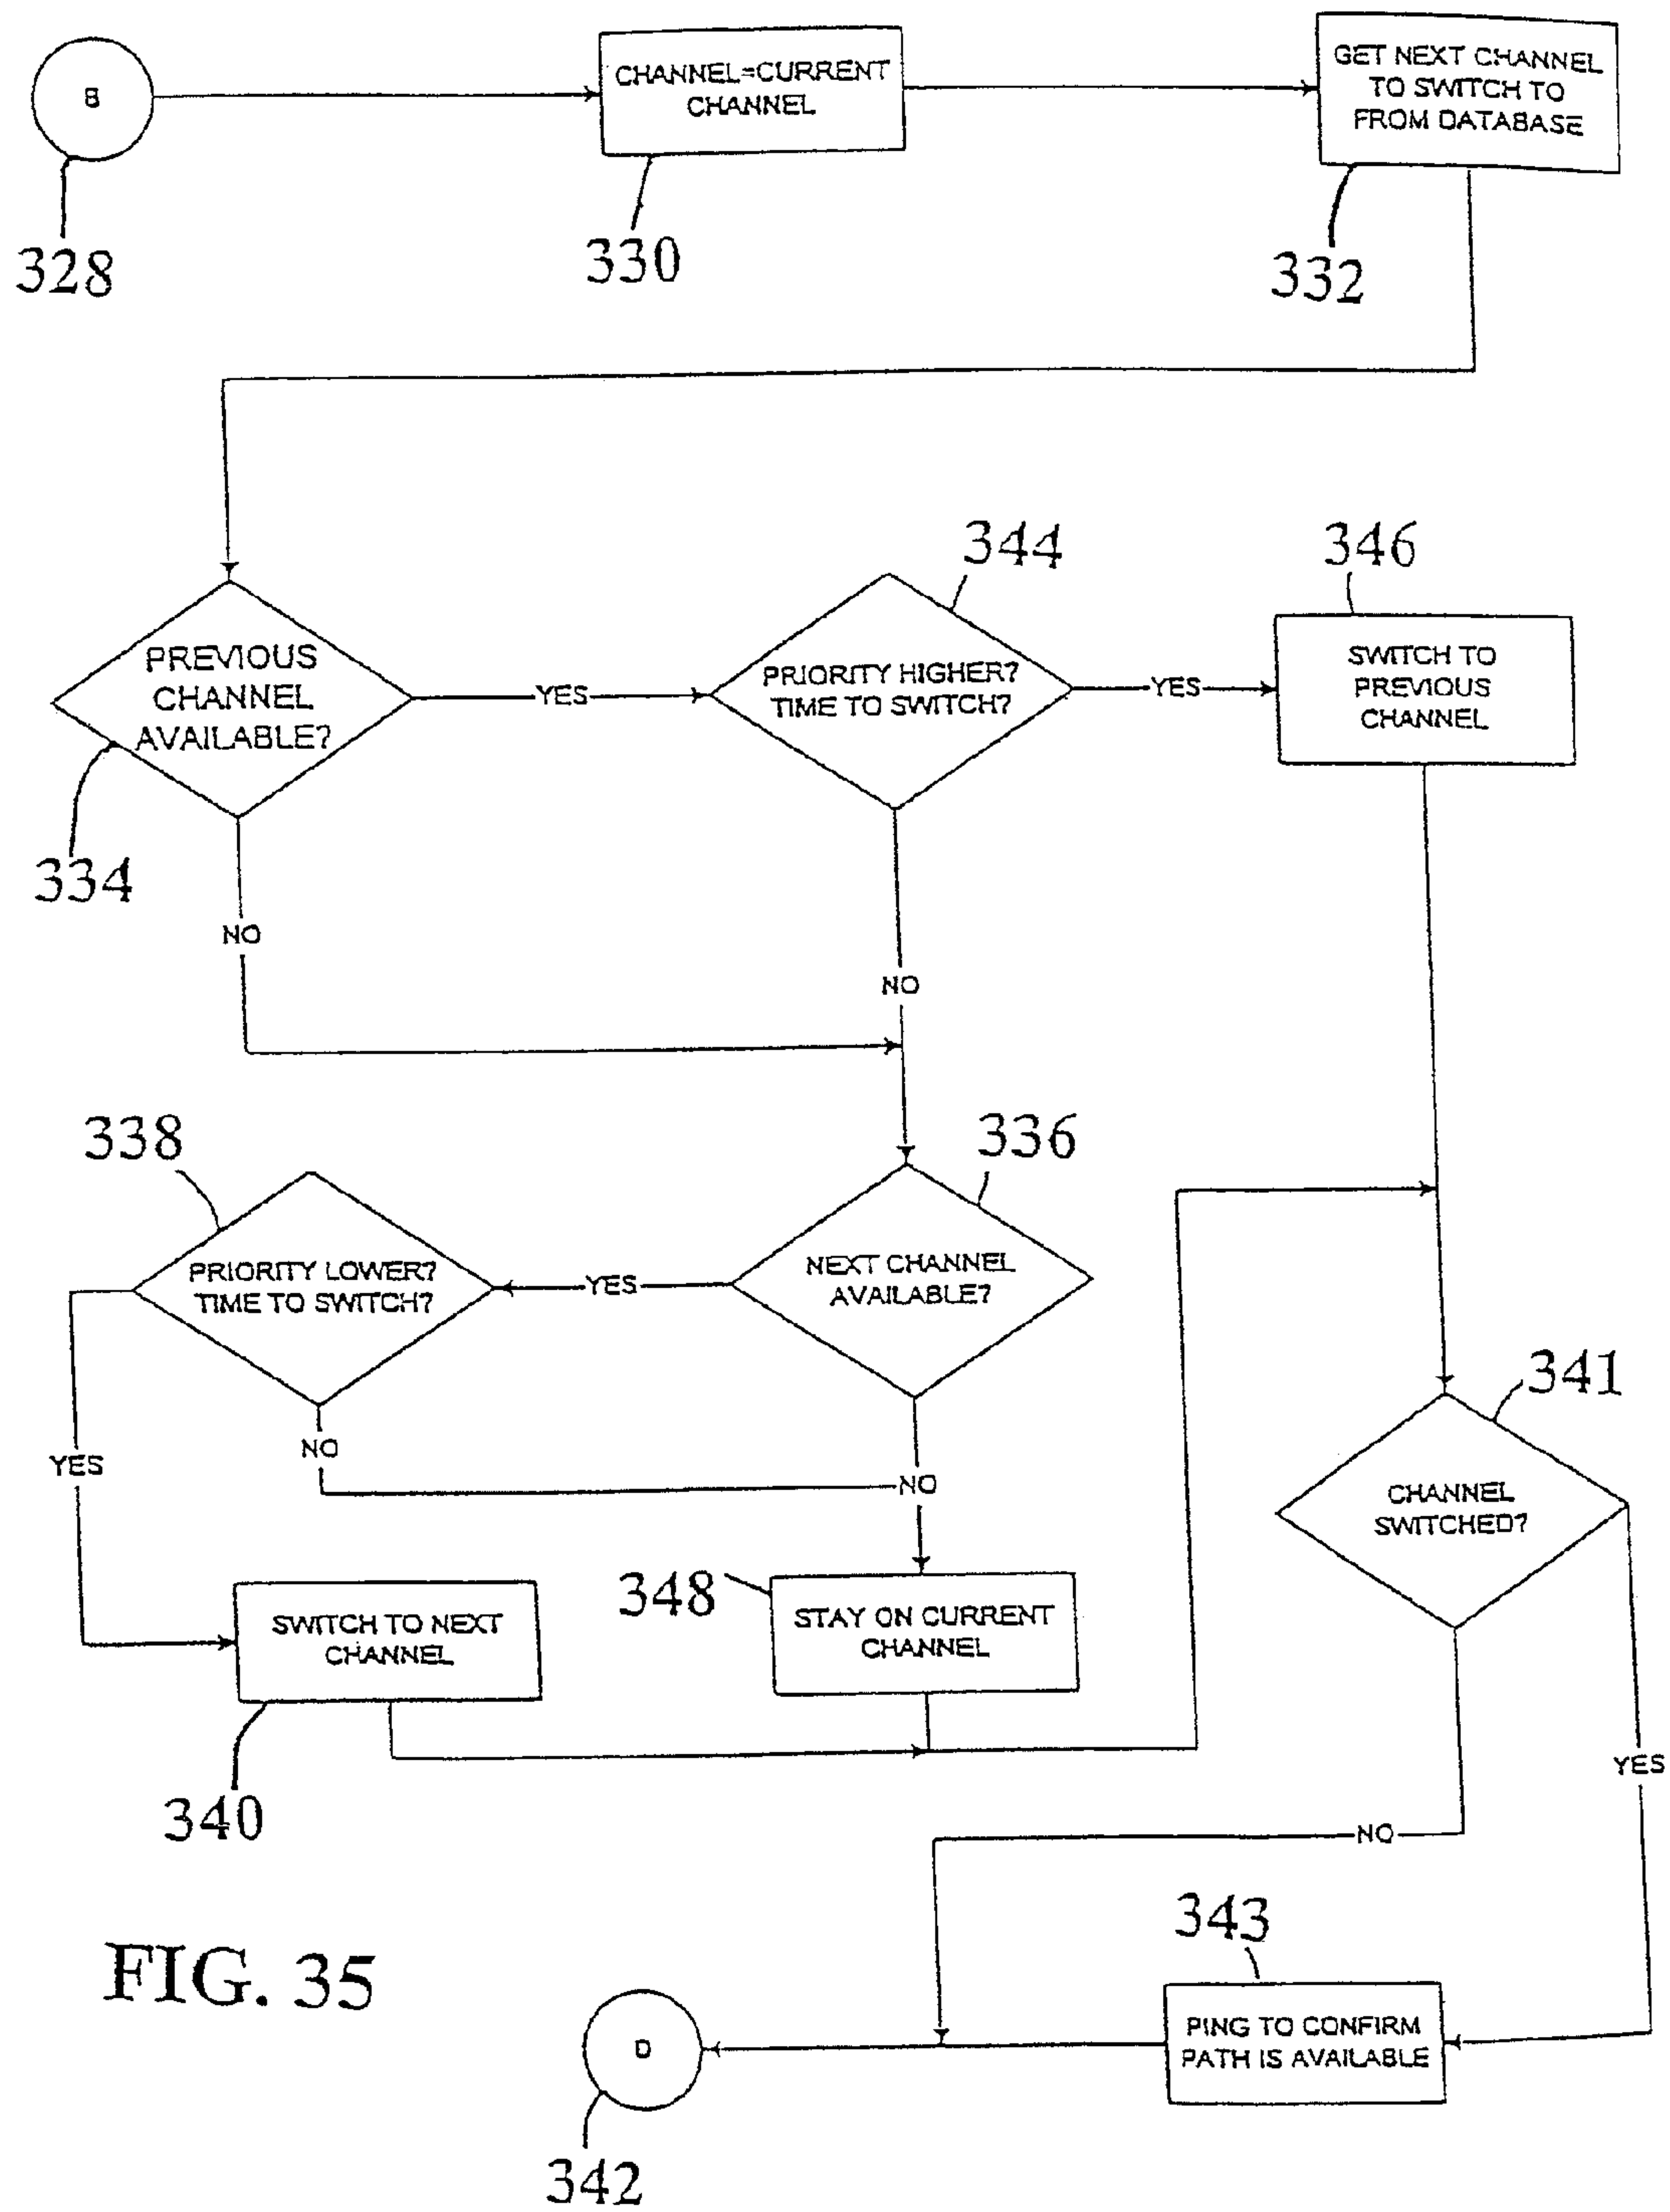 B
CHANNEL=CURRENT
CHANNEL
GET NEXT CHANNEL
TO SWITCH TO
FROM DATABASE
328
330
332
344
346
PREVIOUS
CHANNEL
AVAILABLE?
YES
PRIORITY HIGHER?
TIME TO SWITCH?
YES
SWITCH TO
PREVIOUS
CHANNEL
334
NO
NO
338
336
PRIORITY LOWER?
TIME TO SWITCH?
YES
NEXT CHANNEL
AVAILABLE?
341
YES
NO
NO
CHANNEL
SWITCHED?
348
SWITCH TO NEXT
CHANNEL
STAY ON CURRENT
CHANNEL
YES
340
NO
343
FIG. 35
D
PING TO CONFIRM
PATH IS AVAILABLE
342